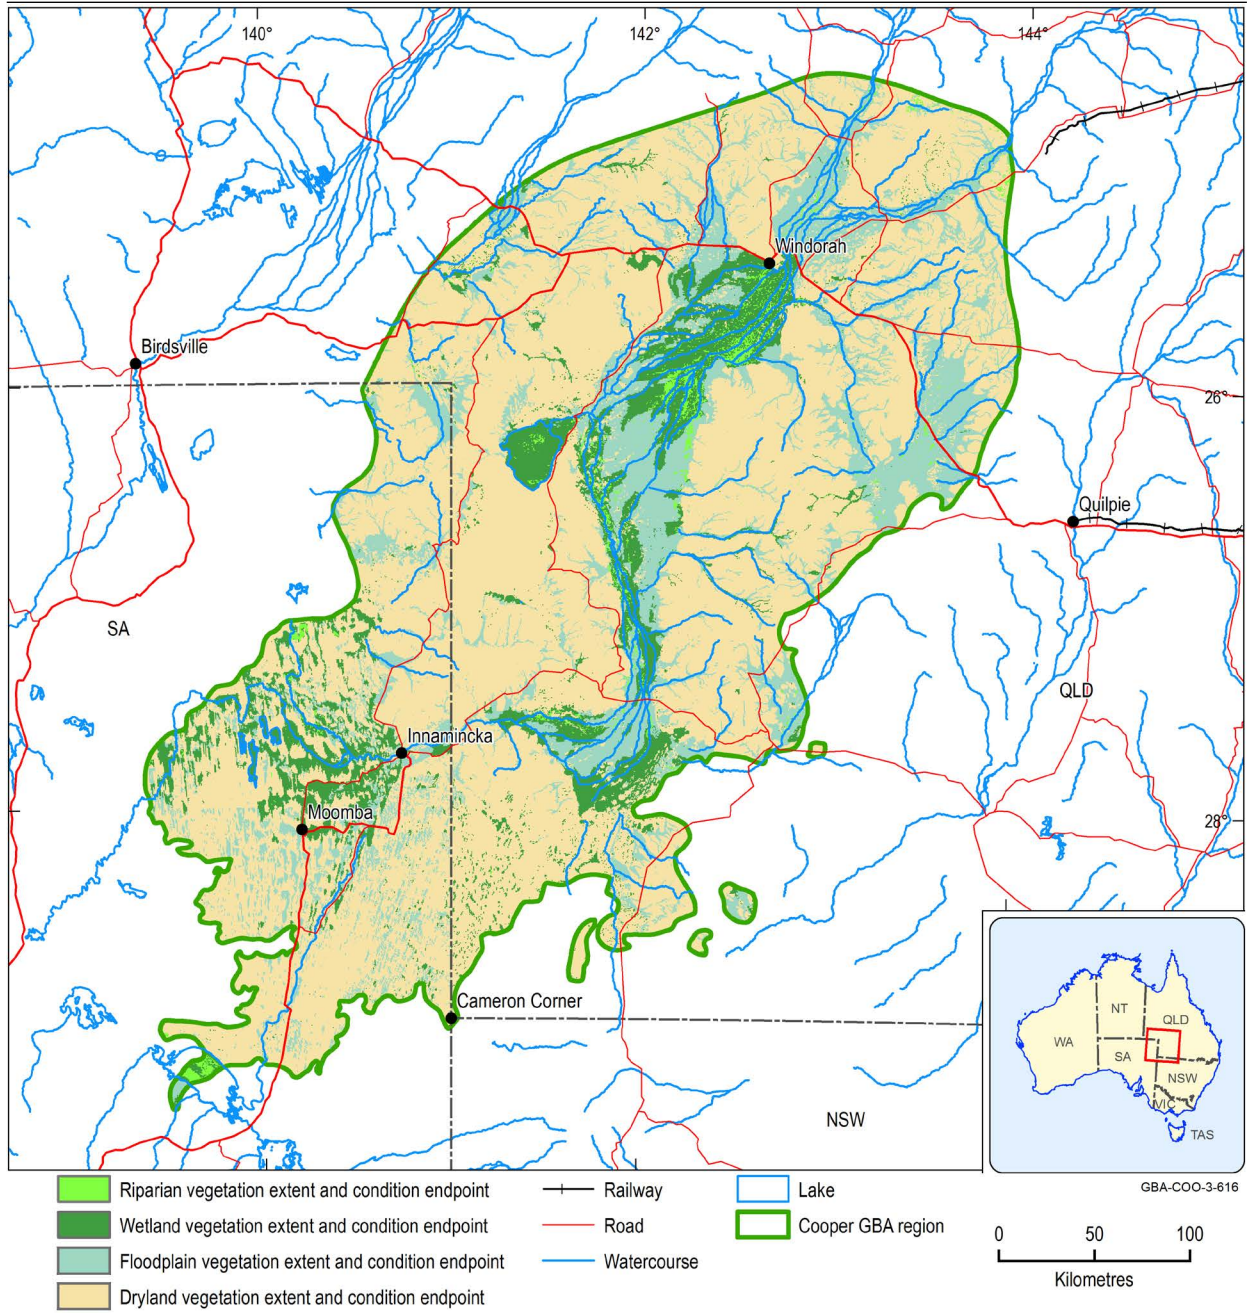 140°
142°
144°
Windorah
Birdsville
26°
Quilpie
SA
QLD
Innamincka
Moomba
28°
Cameron Corner
NSW
NT
QLD
WA
SA
NSW
VIC
TAS
GBA-COO-3-616
Riparian vegetation extent and condition endpoint
Wetland vegetation extent and condition endpoint
Floodplain vegetation extent and condition endpoint
Dryland vegetation extent and condition endpoint
Railway
Road
Watercourse
Lake
Cooper GBA region
0 50 100
Kilometres